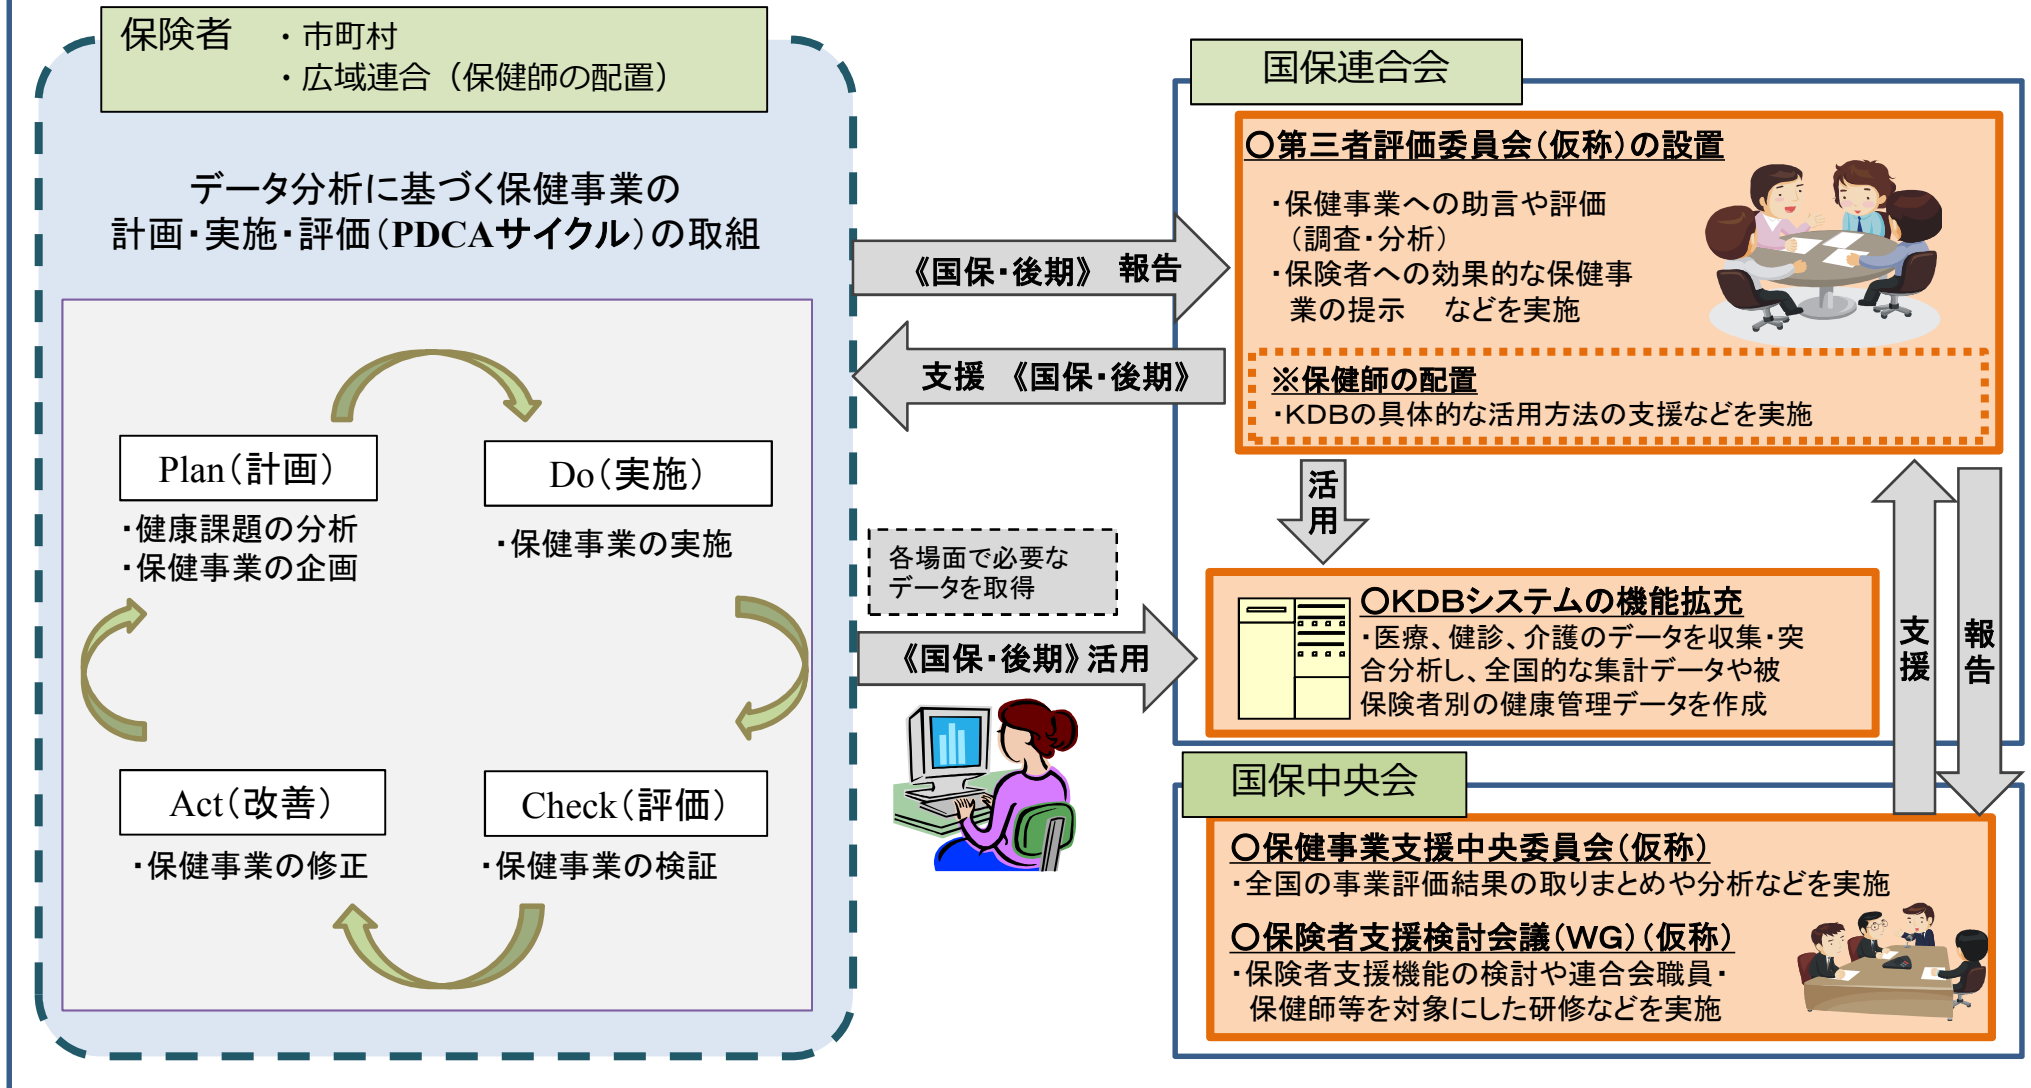 保険者　・市町村
・広域連合（保健師の配置）
データ分析に基づく保健事業の
計画・実施・評価（PDCAサイクル）の取組
Plan（計画）
・健康課題の分析
・保健事業の企画
Do（実施）
・保健事業の実施
Act（改善）
・保健事業の修正
Check（評価）
・保健事業の検証
《国保・後期》 報告
支援 《国保・後期》
各場面で必要な
データを取得
《国保・後期》活用
国保連合会
○第三者評価委員会（仮称）の設置
・保健事業への助言や評価
（調査・分析）
・保険者への効果的な保健事
業の提示　などを実施
※保健師の配置
・KDBの具体的な活用方法の支援などを実施
活用
○KDBシステムの機能拡充
・医療、健診、介護のデータを収集・突
合分析し、全国的な集計データや被
保険者別の健康管理データを作成
支援
報告
国保中央会
○保健事業支援中央委員会（仮称）
・全国の事業評価結果の取りまとめや分析などを実施
○保険者支援検討会議（WG）（仮称）
・保険者支援機能の検討や連合会職員・
保健師等を対象にした研修などを実施